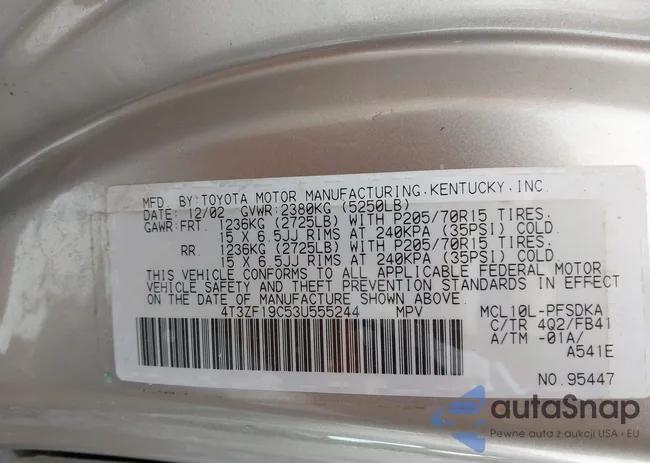 MFD. BY:TOYOTA MOTOR MANUFACTURING,KENTUCKY,INC.
DATE: 12/02 GVWR:2380KG (5250LB)
GAWR:FRT. 1236KG (2725LB) WITH P205/70R15 TIRES.
15 X 6.5JJ RIMS AT 240KPA (35PSI) COLD.
RR. 1236KG (2725LB) WITH P205/70R15 TIRES.
15 X 6.5JJ RIMS AT 240KPA (35PSI) COLD.
THIS VEHICLE CONFORMS TO ALL APPLICABLE FEDERAL MOTOR
VEHICLE SAFETY AND THEFT PREVENTION STANDARDS IN EFFECT
ON THE DATE OF MANUFACTURE SHOWN ABOVE.
4T3ZF19C53U555244 MPV MCL10L-PFSDKA
C/TR 4Q2/FB41
A/TM -01A/
A541E
NO.95447
autaSnap
Pewne auta z aukcji USA · EU